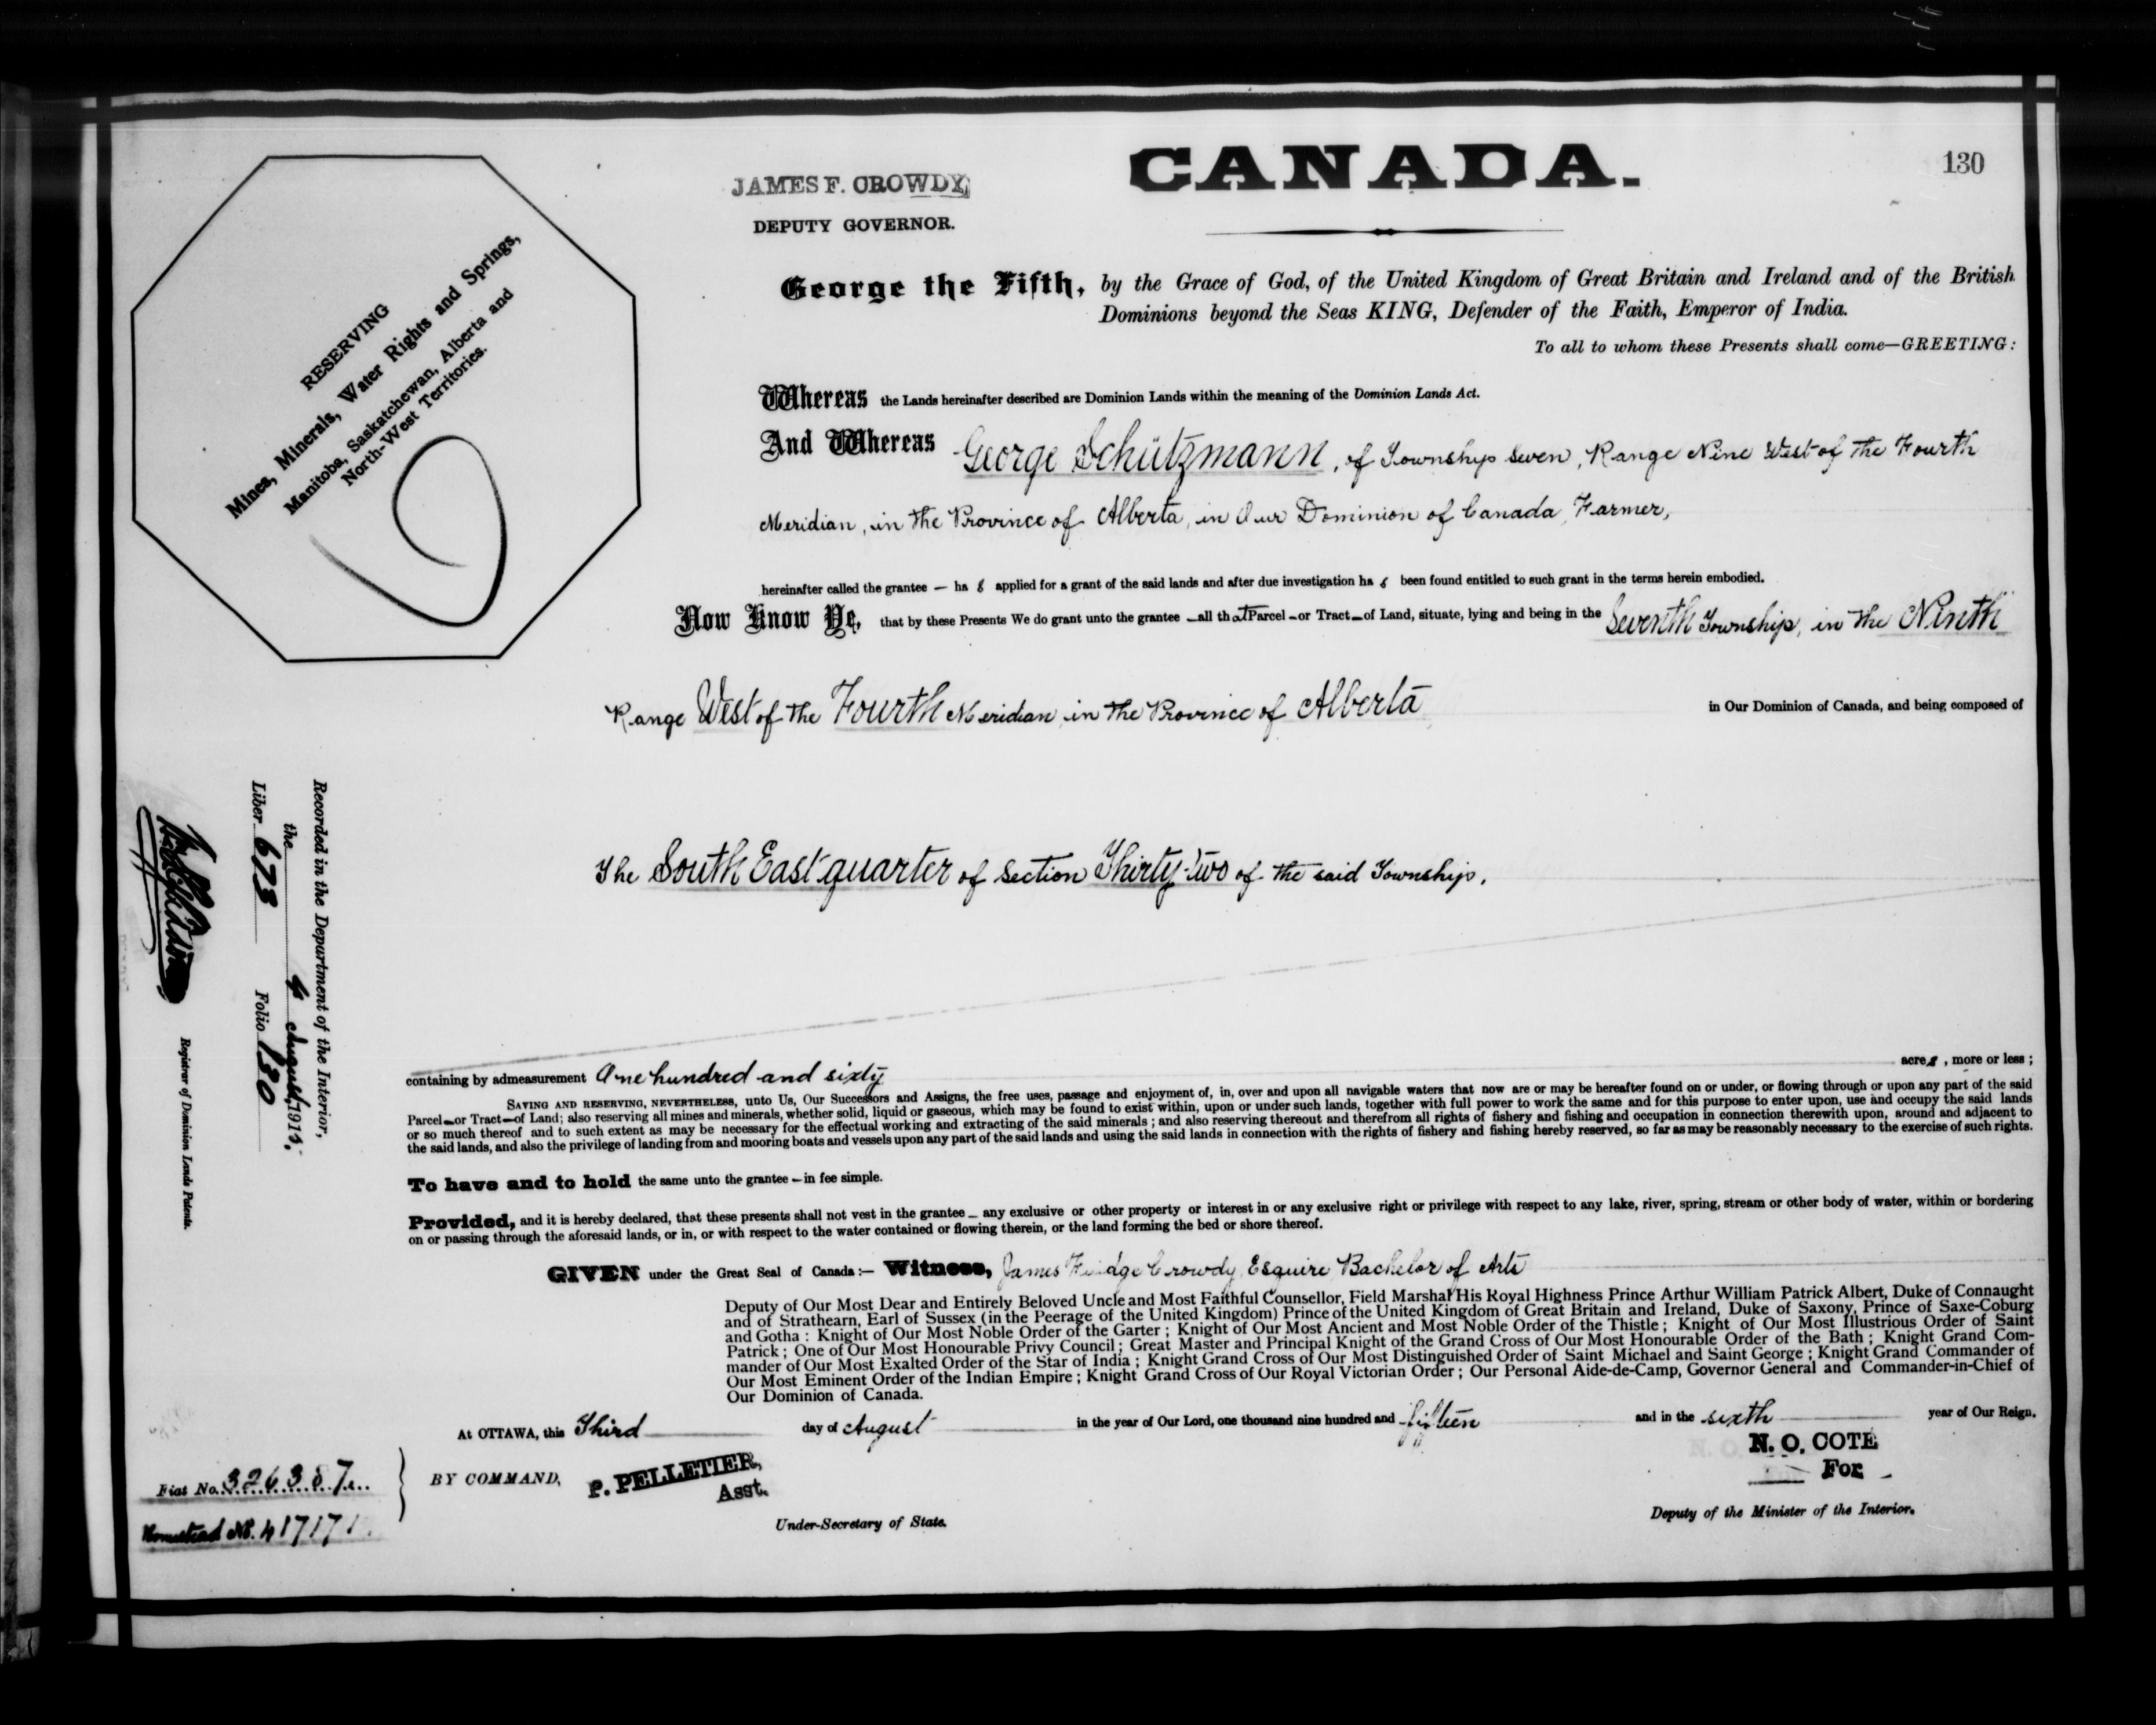 CANADA.
130
JAMES F. CROWDY,
DEPUTY GOVERNOR.
RESERVING
Mines, Minerals, Water Rights and Springs,
Manitoba, Saskatchewan, Alberta and
North-West Territories.
George the Fifth, by the Grace of God, of the United Kingdom of Great Britain and Ireland and of the British
Dominions beyond the Seas KING, Defender of the Faith, Emperor of India.
To all to whom these Presents shall come—GREETING:
Whereas the Lands hereinafter described are Dominion Lands within the meaning of the Dominion Lands Act.
And Whereas George Schützmann, of Township Seven, Range Nine West of the Fourth
Meridian, in the Province of Alberta, in Our Dominion of Canada, Farmer,
hereinafter called the grantee — ha s applied for a grant of the said lands and after due investigation ha s been found entitled to such grant in the terms herein embodied.
Now Know Ye, that by these Presents We do grant unto the grantee — all that Parcel — or Tract — of Land, situate, lying and being in the Seventh Township, in the Ninth
Range West of the Fourth Meridian, in the Province of Alberta in Our Dominion of Canada, and being composed of
The South East quarter of Section Thirty-two of the said Township.
containing by admeasurement One hundred and sixty acres, more or less;
SAVING AND RESERVING, NEVERTHELESS, unto Us, Our Successors and Assigns, the free uses, passage and enjoyment of, in, over and upon all navigable waters that now are or may be hereafter found on or under, or flowing through or upon any part of the said
Parcel — or Tract — of Land; also reserving all mines and minerals, whether solid, liquid or gaseous, which may be found to exist within, upon or under such lands, together with full power to work the same and for this purpose to enter upon, use and occupy the said lands
or so much thereof and to such extent as may be necessary for the effectual working and extracting of the said minerals; and also reserving thereout and therefrom all rights of fishery and fishing and occupation in connection therewith upon, around and adjacent to
the said lands, and also the privilege of landing from and mooring boats and vessels upon any part of the said lands and using the said lands in connection with the rights of fishery and fishing hereby reserved, so far as may be reasonably necessary to the exercise of such rights.
To have and to hold the same unto the grantee — in fee simple.
Provided, and it is hereby declared, that these presents shall not vest in the grantee — any exclusive or other property or interest in or any exclusive right or privilege with respect to any lake, river, spring, stream or other body of water, within or bordering
on or passing through the aforesaid lands, or in, or with respect to the water contained or flowing therein, or the land forming the bed or shore thereof.
GIVEN under the Great Seal of Canada:— Witness, James Crowdy, Esquire Bachelor of Arts
Deputy of Our Most Dear and Entirely Beloved Uncle and Most Faithful Counsellor, Field Marshal His Royal Highness Prince Arthur William Patrick Albert, Duke of Connaught
and of Strathearn, Earl of Sussex (in the Peerage of the United Kingdom) Prince of the United Kingdom of Great Britain and Ireland, Duke of Saxony, Prince of Saxe-Coburg
and Gotha: Knight of Our Most Noble Order of the Garter; Knight of Our Most Ancient and Most Noble Order of the Thistle; Knight of Our Most Illustrious Order of Saint
Patrick; One of Our Most Honourable Privy Council; Great Master and Principal Knight of the Grand Cross of Our Most Honourable Order of the Bath; Knight Grand Com-
mander of Our Most Exalted Order of the Star of India; Knight Grand Cross of Our Most Distinguished Order of Saint Michael and Saint George; Knight Grand Commander of
Our Most Eminent Order of the Indian Empire; Knight Grand Cross of Our Royal Victorian Order; Our Personal Aide-de-Camp, Governor General and Commander-in-Chief of
Our Dominion of Canada.
At OTTAWA, this Third day of August in the year of Our Lord, one thousand nine hundred and fifteen and in the sixth year of Our Reign.
N. O. COTE
For
BY COMMAND,
P. PELLETIER,
Asst.
Under-Secretary of State.
Deputy of the Minister of the Interior.
Fiat No. 326387
Homestead No. 417171
Recorded in the Department of the Interior,
the August, 191
Liber 673 Folio 130
Registrar of Dominion Lands Patents.